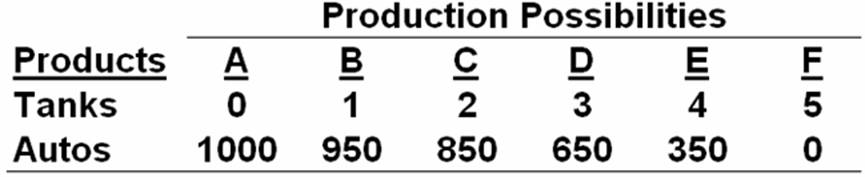 Production Possibilities
Products A B C D E F
Tanks 0 1 2 3 4 5
Autos 1000 950 850 650 350 0